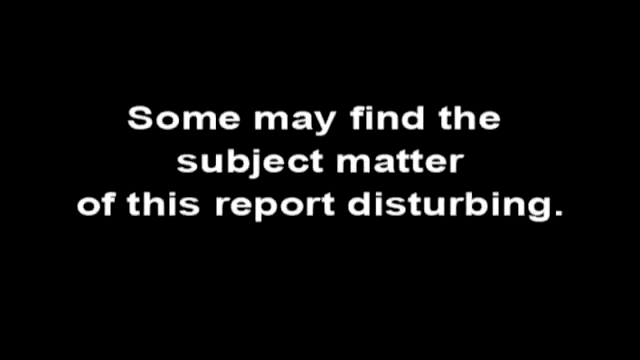 Some may find the
subject matter
of this report disturbing.